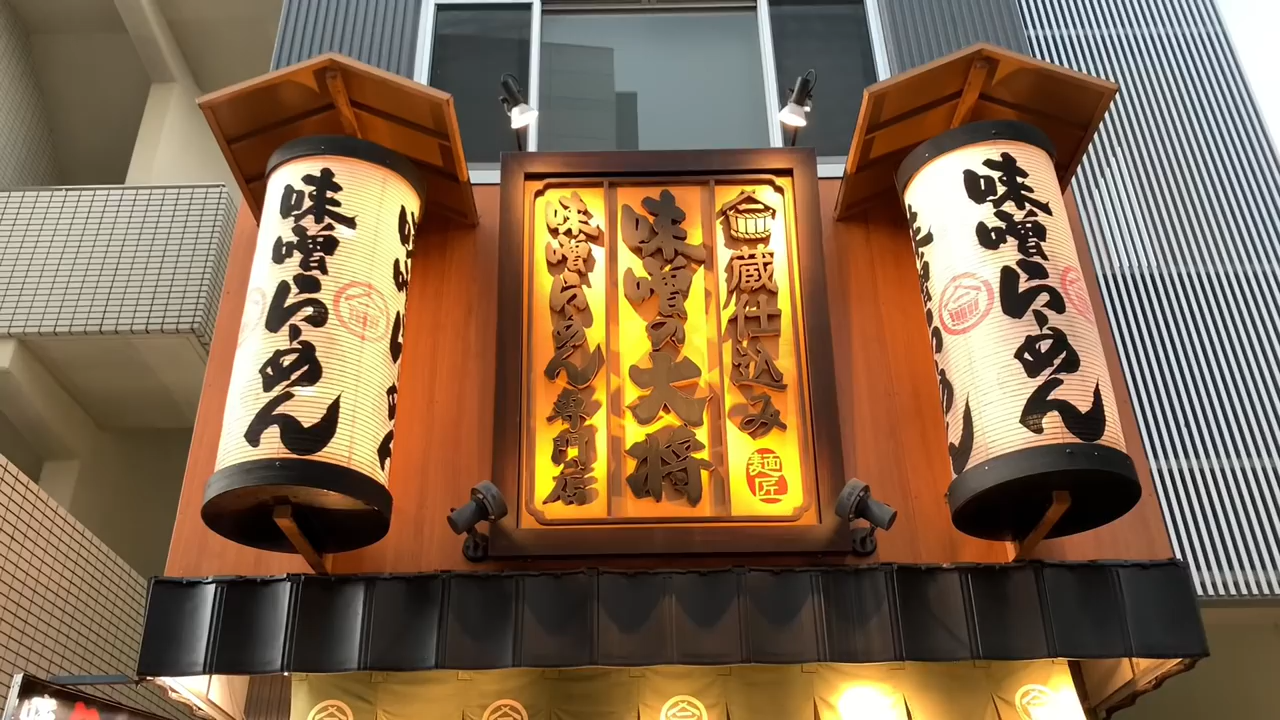 蔵仕込み
麺匠
味噌の大将
味噌らーめん専門店
味噌らーめん
味噌らーめん